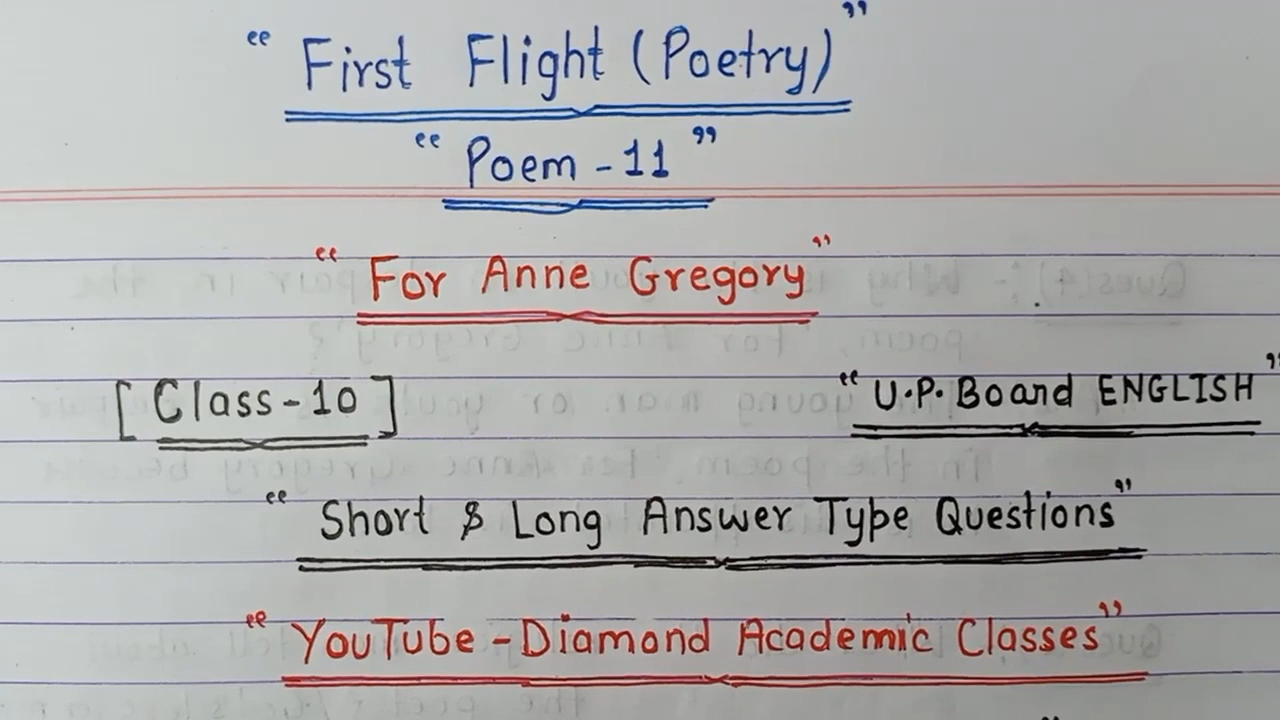 “ First Flight (Poetry) ”
“ Poem - 11 ”
“ For Anne Gregory ”
[ Class - 10 ] “ U.P. Board ENGLISH ”
“ Short & Long Answer Type Questions ”
“ YouTube - Diamond Academic Classes ”